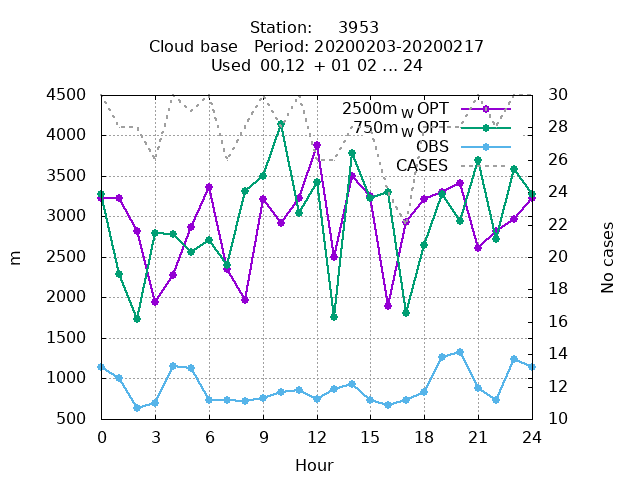 Station: 3953
Cloud base Period: 20200203-20200217
Used 00,12 + 01 02 ... 24
4500
4000
3500
3000
2500
2000
1500
1000
500
m
30
28
26
24
22
20
18
16
14
12
10
No cases
2500m w OPT
750m w OPT
OBS
CASES
0 3 6 9 12 15 18 21 24
Hour